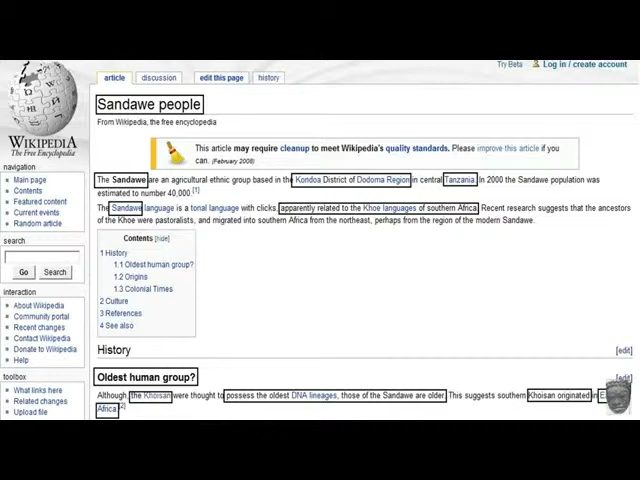 Try Beta Log in / create account
article discussion edit this page history
Sandawe people
From Wikipedia, the free encyclopedia
WIKIPEDIA
The Free Encyclopedia
This article may require cleanup to meet Wikipedia's quality standards. Please improve this article if you
can. (February 2008)
navigation
Main page
Contents
Featured content
Current events
Random article
search
Go Search
interaction
About Wikipedia
Community portal
Recent changes
Contact Wikipedia
Donate to Wikipedia
Help
toolbox
What links here
Related changes
Upload file
The Sandawe are an agricultural ethnic group based in the Kondoa District of Dodoma Region in central Tanzania. In 2000 the Sandawe population was
estimated to number 40,000.[1]
The Sandawe language is a tonal language with clicks, apparently related to the Khoe languages of southern Africa. Recent research suggests that the ancestors
of the Khoe were pastoralists, and migrated into southern Africa from the northeast, perhaps from the region of the modern Sandawe.
Contents [hide]
1 History
1.1 Oldest human group?
1.2 Origins
1.3 Colonial Times
2 Culture
3 References
4 See also
History [edit]
Oldest human group? [edit]
Although, the Khoisan were thought to possess the oldest DNA lineages, those of the Sandawe are older. This suggests southern Khoisan originated in
Africa.[2]